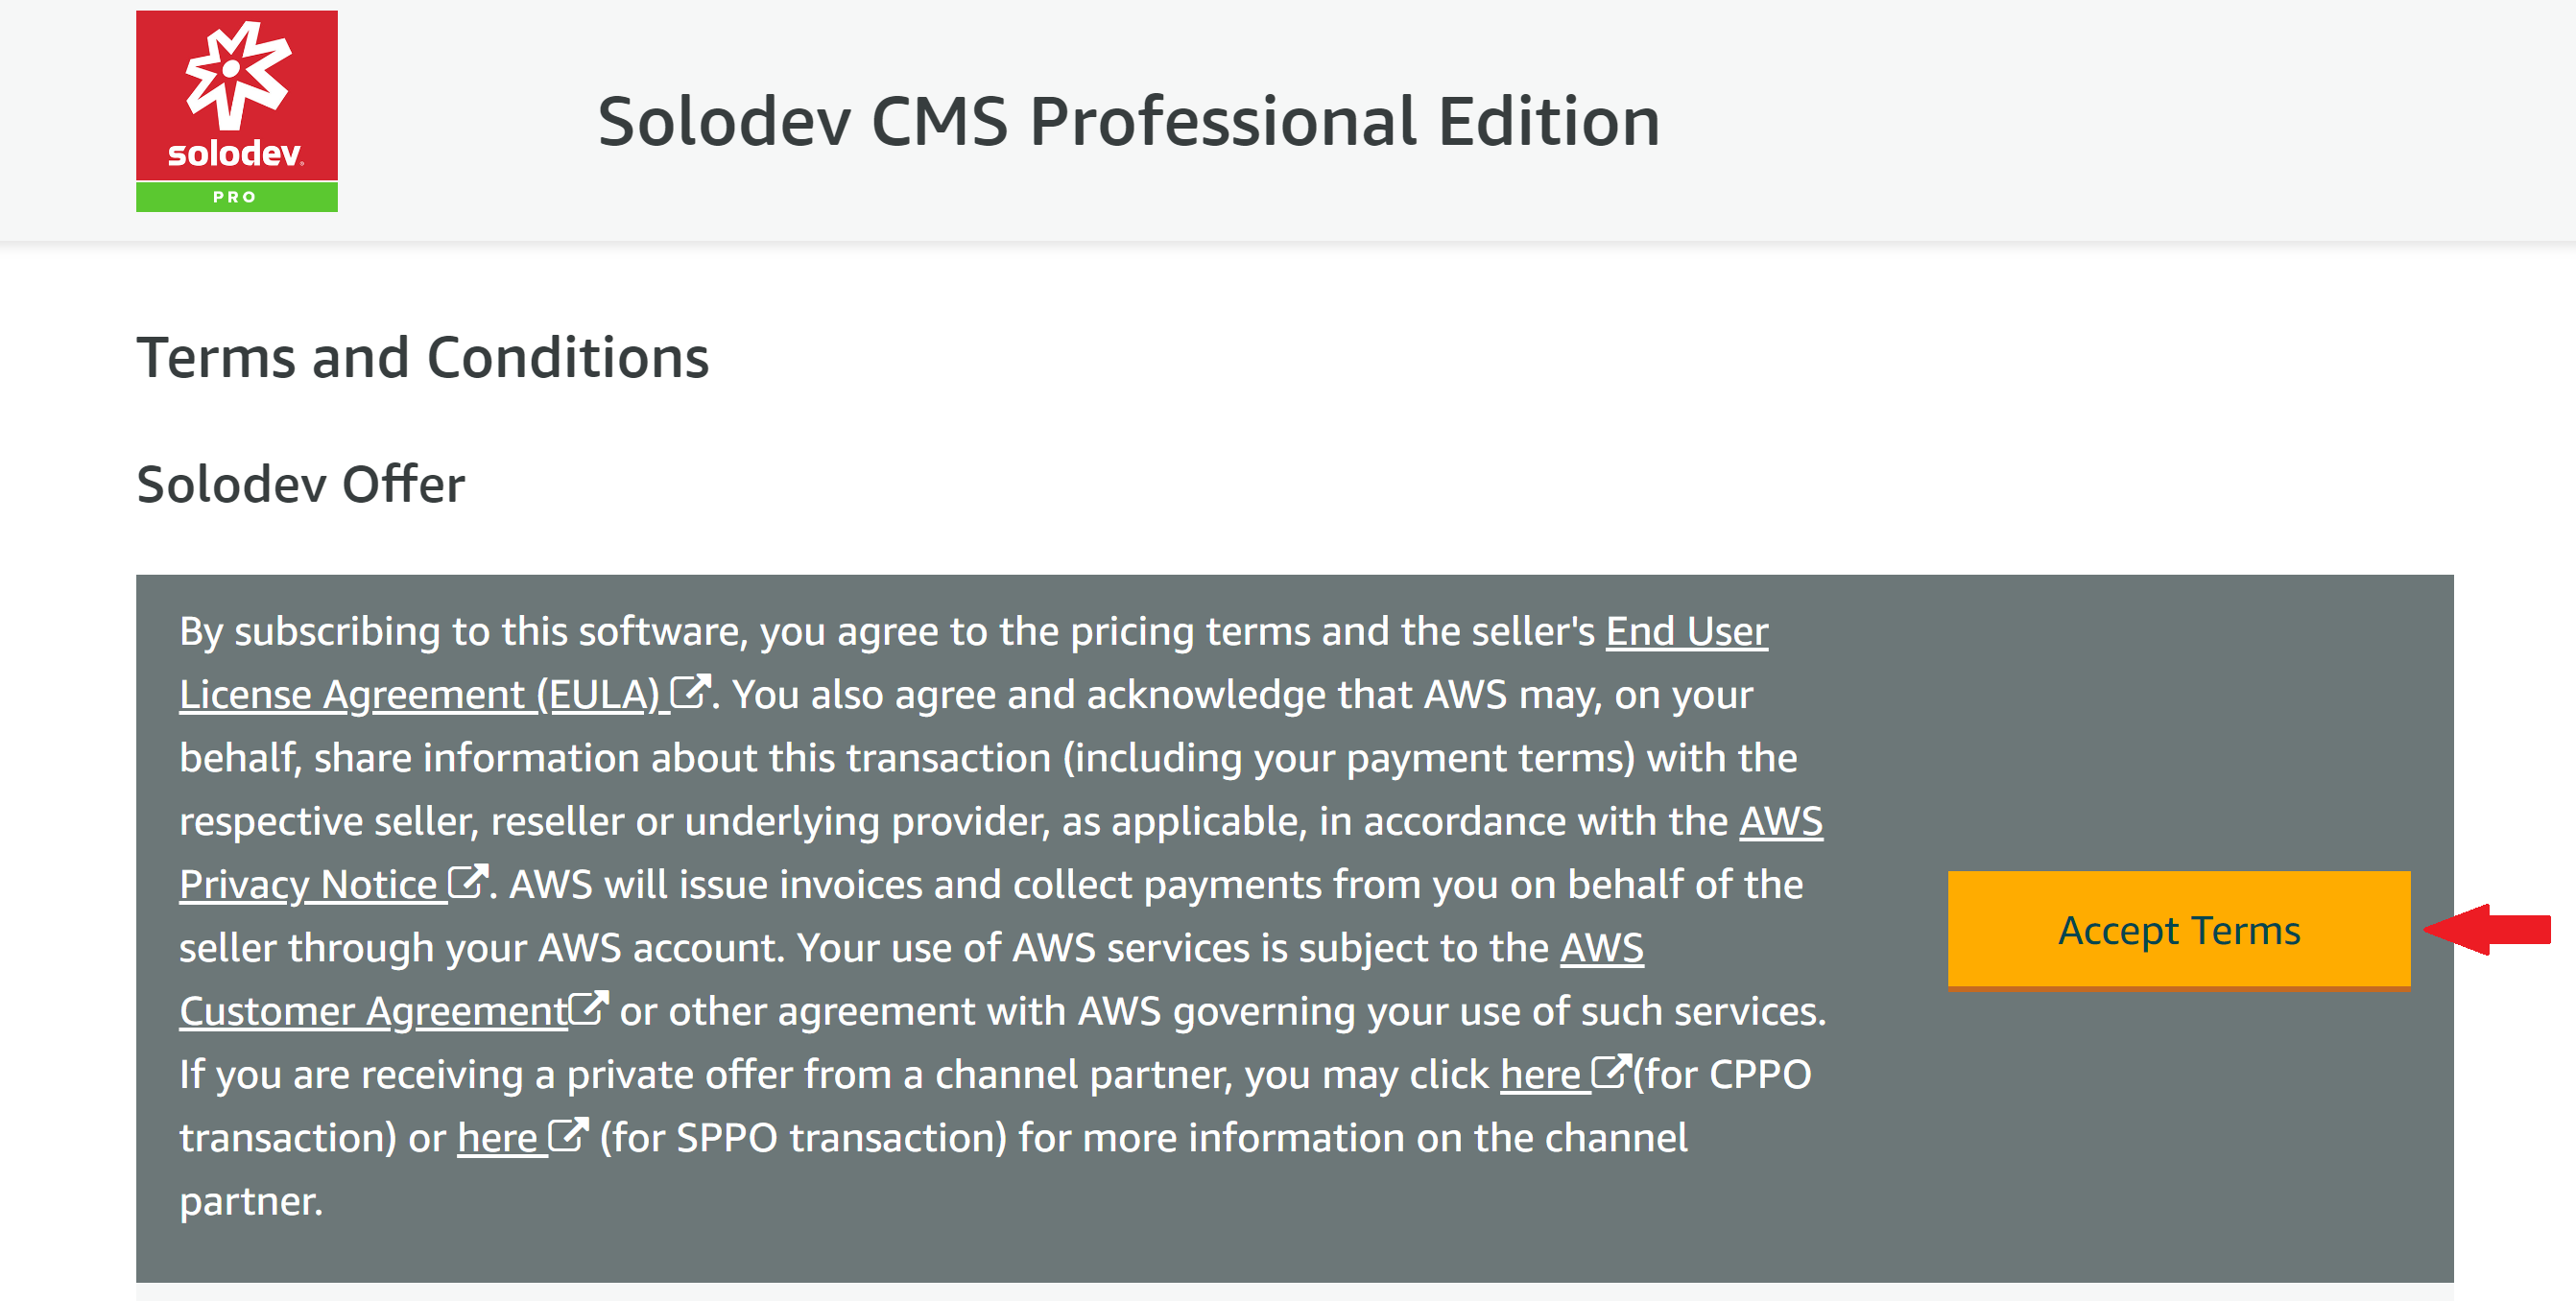 solodev
PRO
Solodev CMS Professional Edition
Terms and Conditions
Solodev Offer
By subscribing to this software, you agree to the pricing terms and the seller's End User
License Agreement (EULA) . You also agree and acknowledge that AWS may, on your
behalf, share information about this transaction (including your payment terms) with the
respective seller, reseller or underlying provider, as applicable, in accordance with the AWS
Privacy Notice . AWS will issue invoices and collect payments from you on behalf of the
seller through your AWS account. Your use of AWS services is subject to the AWS
Customer Agreement or other agreement with AWS governing your use of such services.
If you are receiving a private offer from a channel partner, you may click here (for CPPO
transaction) or here (for SPPO transaction) for more information on the channel
partner.
Accept Terms